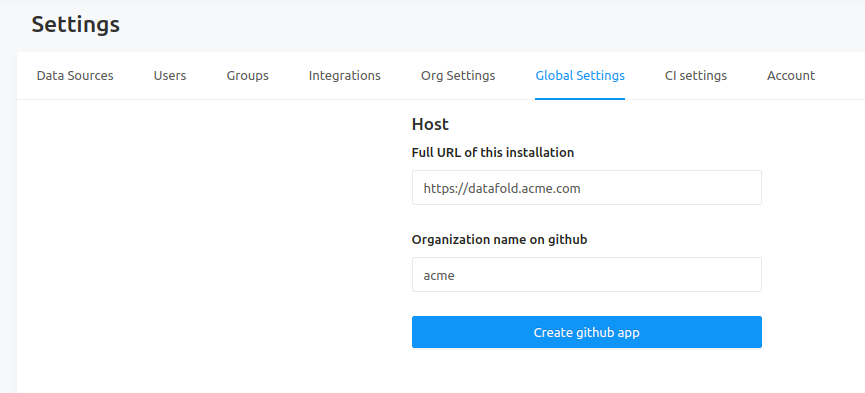 Settings
Data Sources Users Groups Integrations Org Settings Global Settings CI settings Account
Host
Full URL of this installation
https://datafold.acme.com
Organization name on github
acme
Create github app